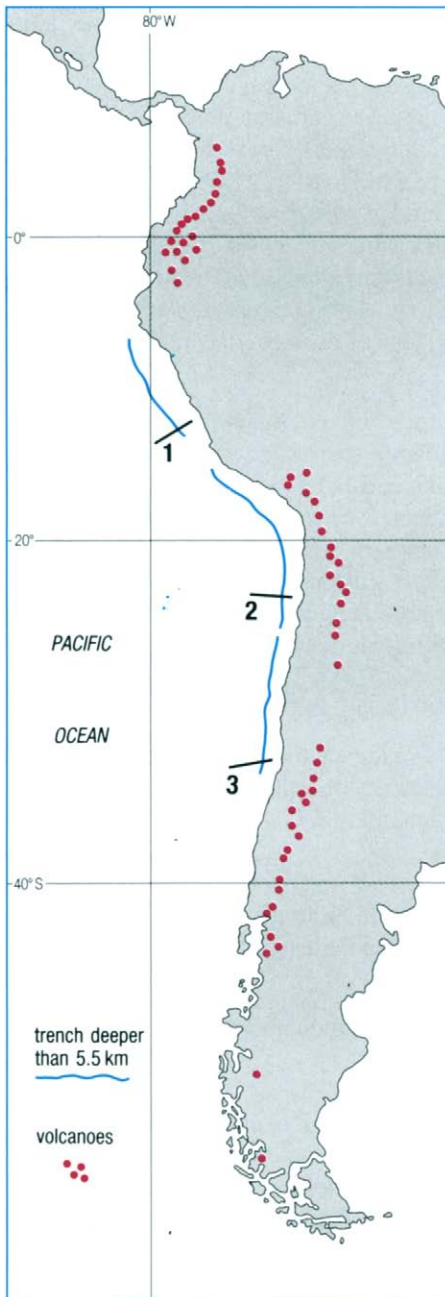 80° W
0°
1
20°
2
PACIFIC
OCEAN
3
40°S
trench deeper
than 5.5 km
volcanoes